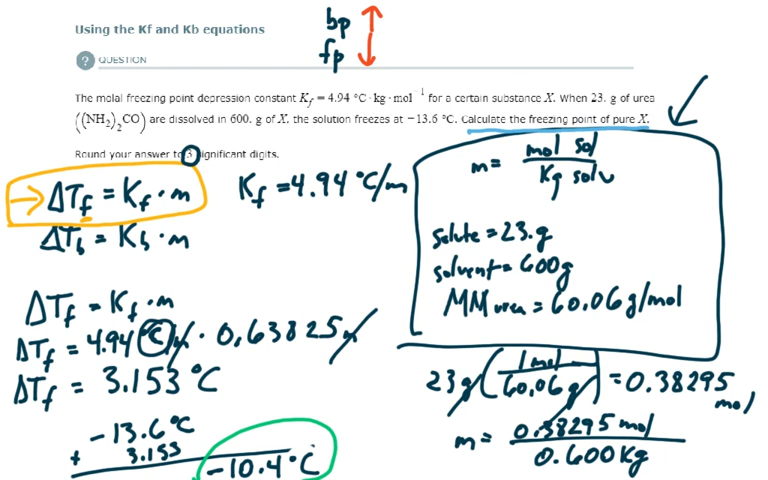 Using the Kf and Kb equations
bp
fp
? QUESTION
The molal freezing point depression constant K_f = 4.94 °C·kg·mol⁻¹ for a certain substance X. When 23. g of urea
((NH₂)₂CO) are dissolved in 600. g of X, the solution freezes at −13.6 °C. Calculate the freezing point of pure X.
Round your answer to 3 significant digits.
→ ΔTf = Kf · m
Kf = 4.94 °C/m
ΔTb = Kb · m
m = mol sol / Kg solv
Solute = 23. g
Solvent = 600g
MM urea = 60.06 g/mol
ΔTf = Kf · m
ΔTf = 4.94 °C/m · 0.63825 m
ΔTf = 3.153 °C
-13.6 °C
+ 3.153
-10.4 °C
23 g (1 mol / 60.06 g) = 0.38295 mol
m = 0.38295 mol / 0.600 Kg